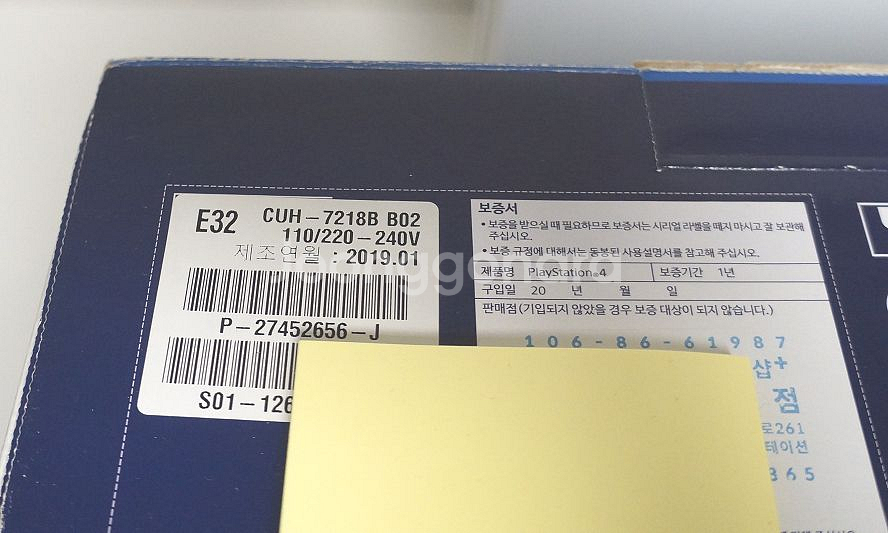 E32 CUH-7218B B02
110/220-240V
제조연월 : 2019.01
P-27452656-J
S01-126
보증서
• 보증을 받으실 때 필요하므로 보증서는 시리얼 라벨을 떼지 마시고 잘 보관해
주십시오.
• 보증 규정에 대해서는 동봉된 사용설명서를 참고해 주십시오.
제품명 PlayStation®4 보증기간 1년
구입일 20 년 월 일
판매점(기입되지 않았을 경우 보증 대상이 되지 않습니다.)
106-86-61987
샵+
점
로261
테이션
365